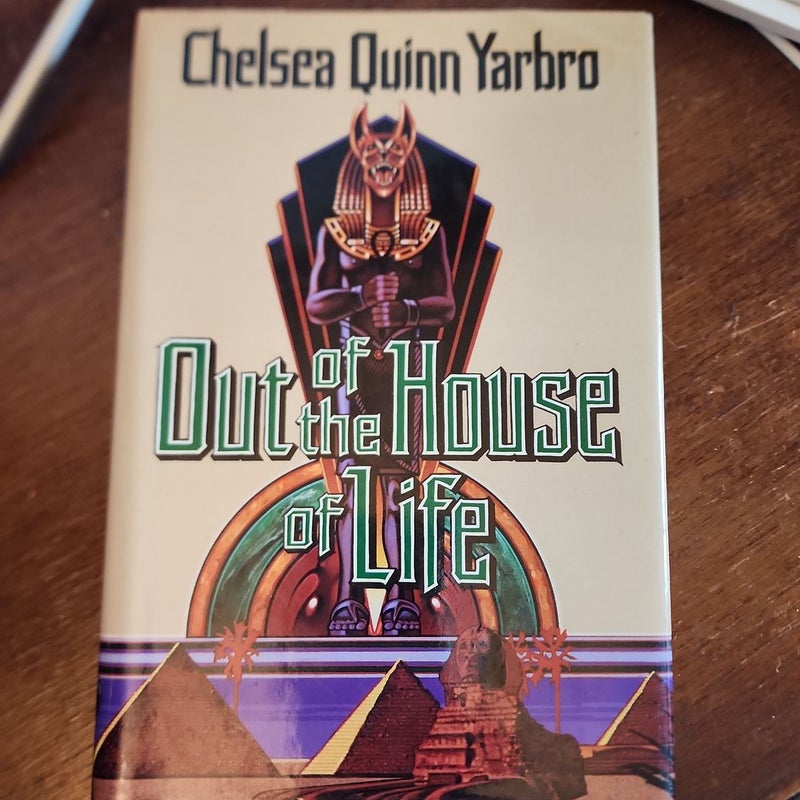 Chelsea Quinn Yarbro
Out of the House
of Life